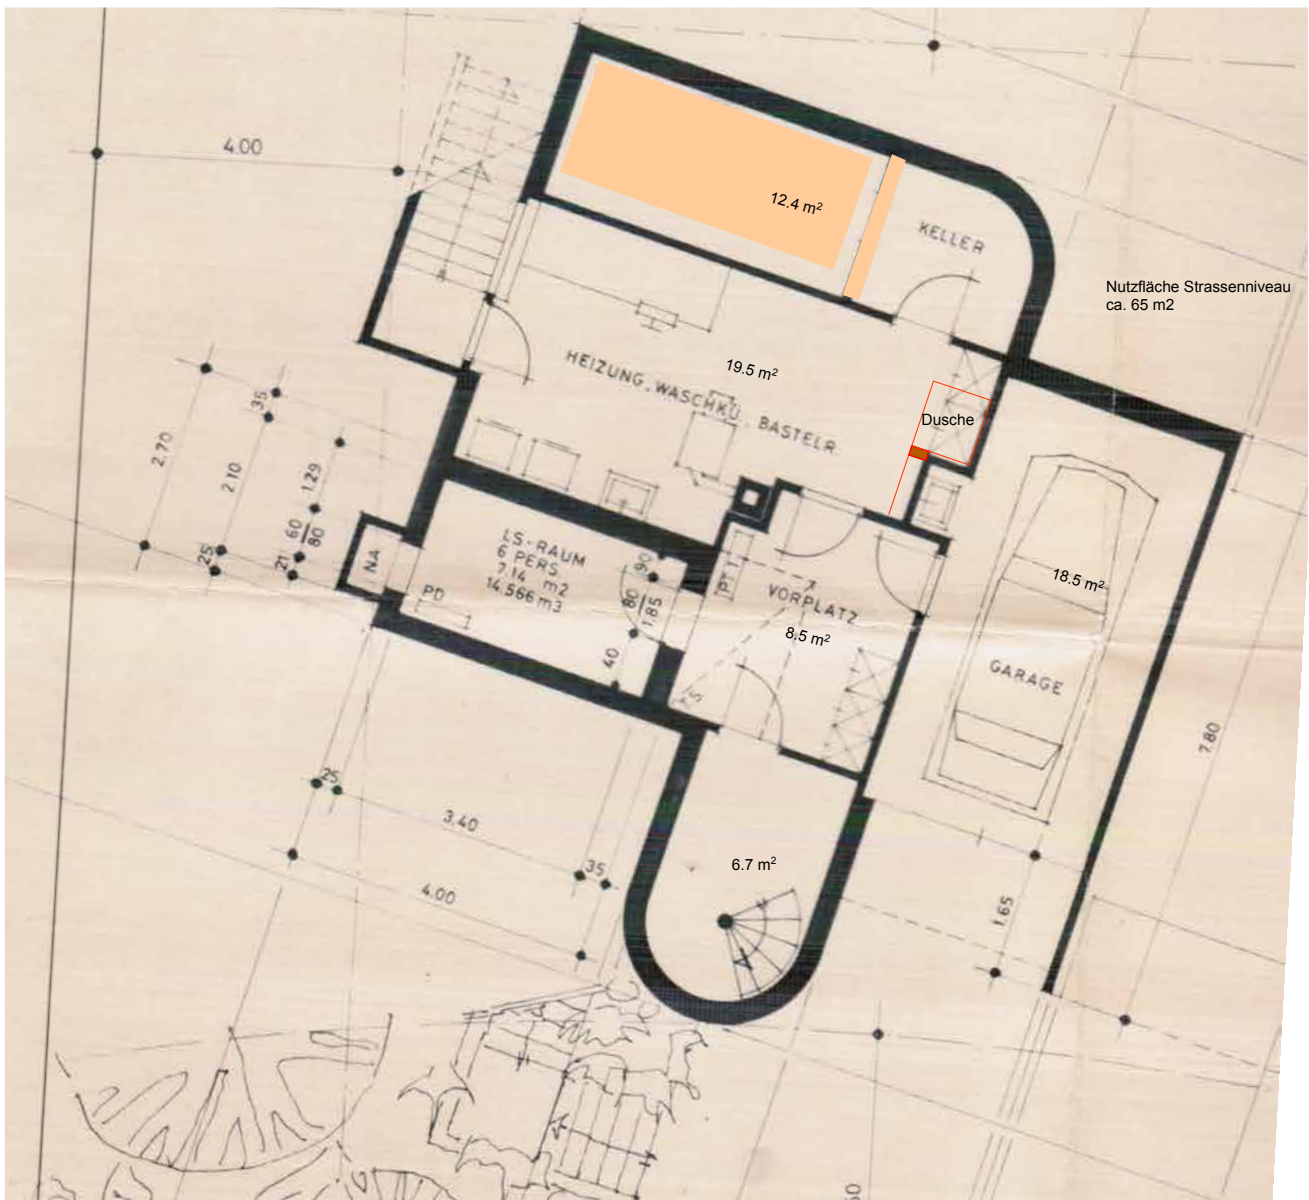 4.00
12.4 m²
KELLER
Nutzfläche Strassenniveau
ca. 65 m2
HEIZUNG, WASCHKÜ. BASTELR.
19.5 m²
Dusche
35
2.70
2.10
1.29
60
80
25
21
NA
PD
LS-RAUM
6 PERS
7.14 m2
14.566 m3
90
80
1.85
40
PT 1
VORPLATZ
8.5 m²
75
18.5 m²
GARAGE
7.80
25
3.40
35
4.00
6.7 m²
1.65